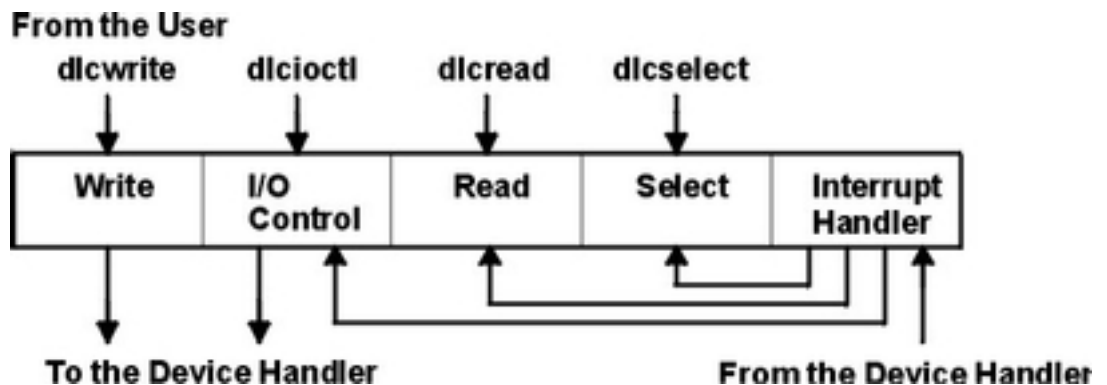 From the User
dlcwrite dlcioctl dlcread dlcselect
Write I/O Control Read Select Interrupt Handler
To the Device Handler From the Device Handler